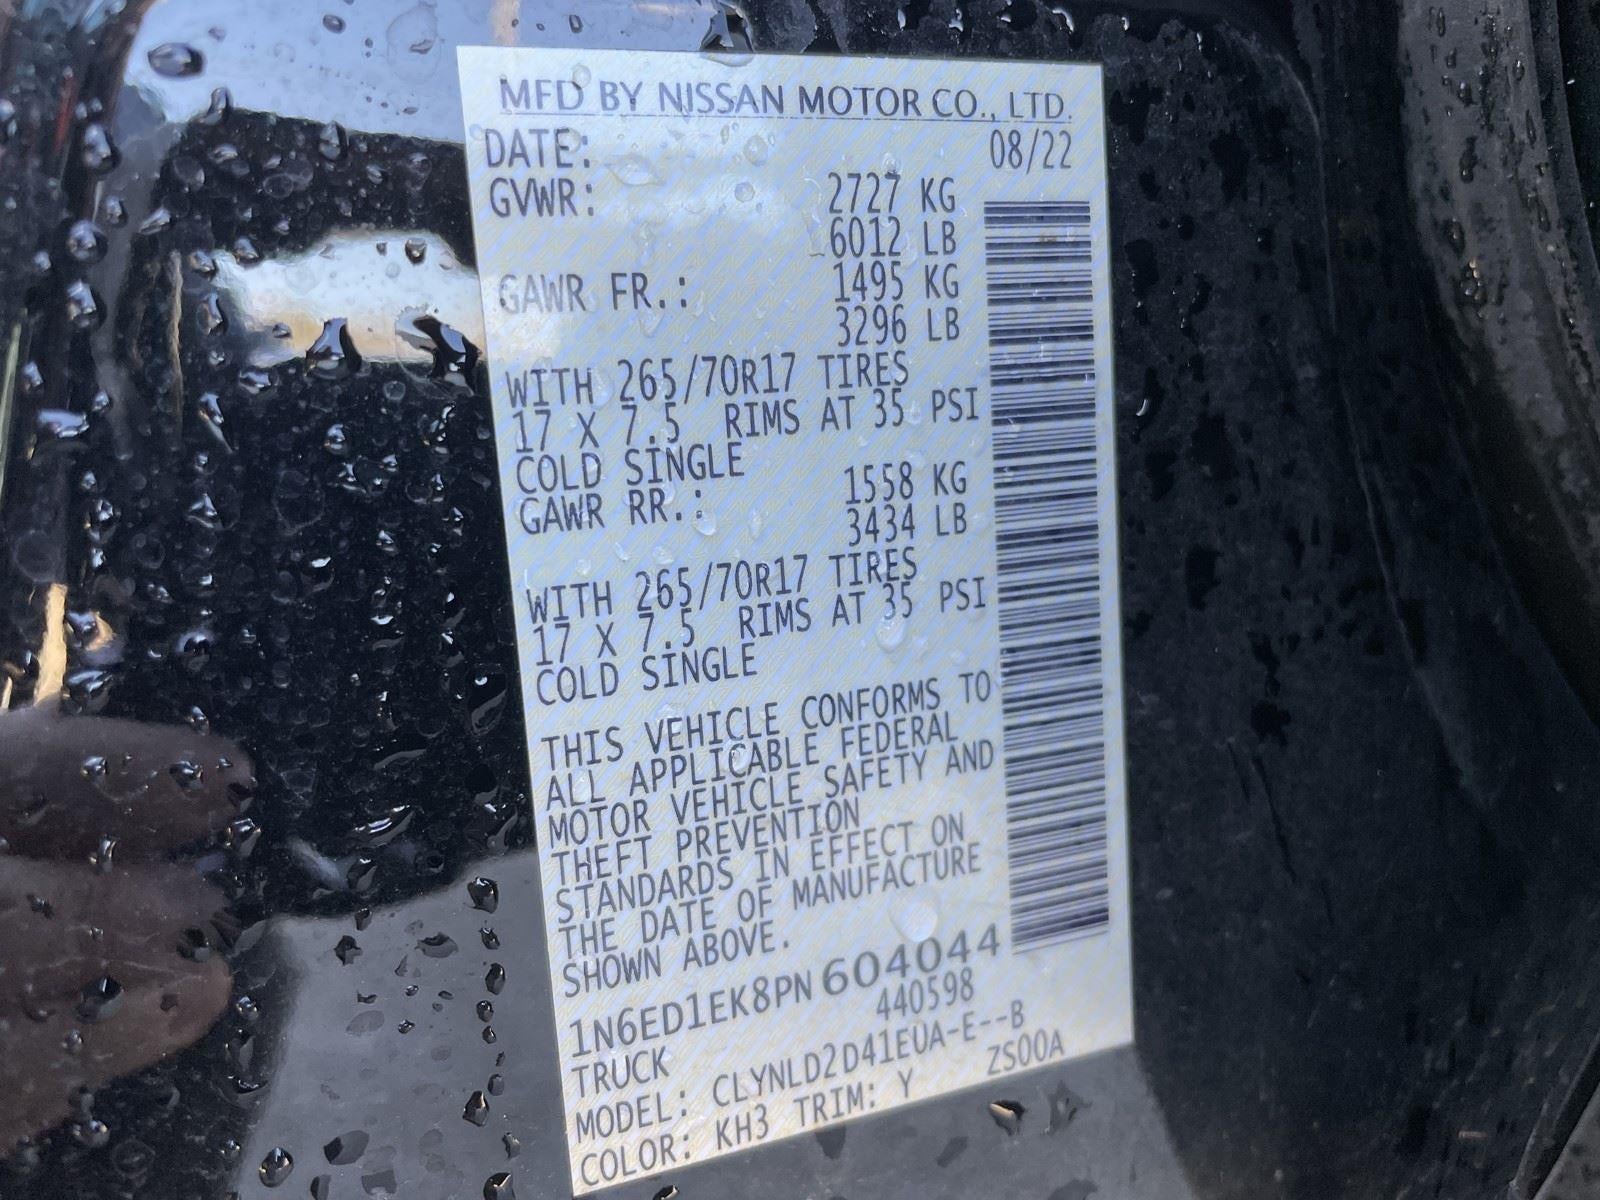 MFD BY NISSAN MOTOR CO., LTD.
DATE: 08/22
GVWR: 2727 KG
6012 LB
GAWR FR.: 1495 KG
3296 LB
WITH 265/70R17 TIRES
17 X 7.5 RIMS AT 35 PSI
COLD SINGLE
GAWR RR.: 1558 KG
3434 LB
WITH 265/70R17 TIRES
17 X 7.5 RIMS AT 35 PSI
COLD SINGLE
THIS VEHICLE CONFORMS TO
ALL APPLICABLE FEDERAL
MOTOR VEHICLE SAFETY AND
THEFT PREVENTION
STANDARDS IN EFFECT ON
THE DATE OF MANUFACTURE
SHOWN ABOVE.
1N6ED1EK8PN604044
TRUCK 440598
MODEL: CLYNLD2D41EUA-E--B
COLOR: KH3 TRIM: Y ZS00A